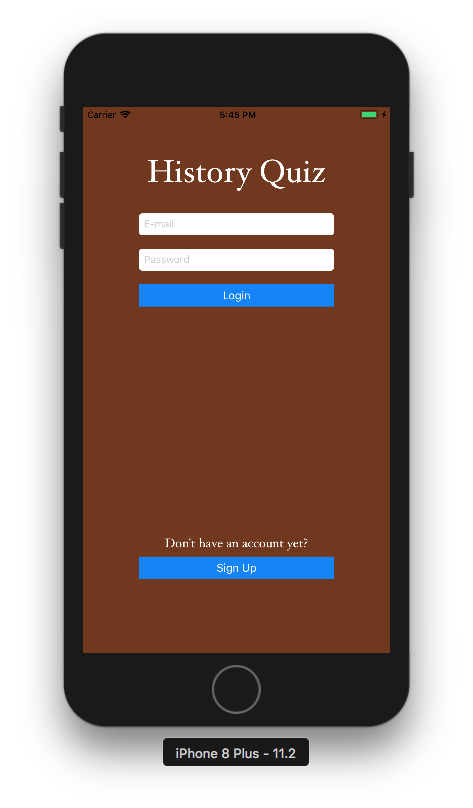 Carrier 5:45 PM
History Quiz
E-mail
Password
Login
Don't have an account yet?
Sign Up
iPhone 8 Plus - 11.2